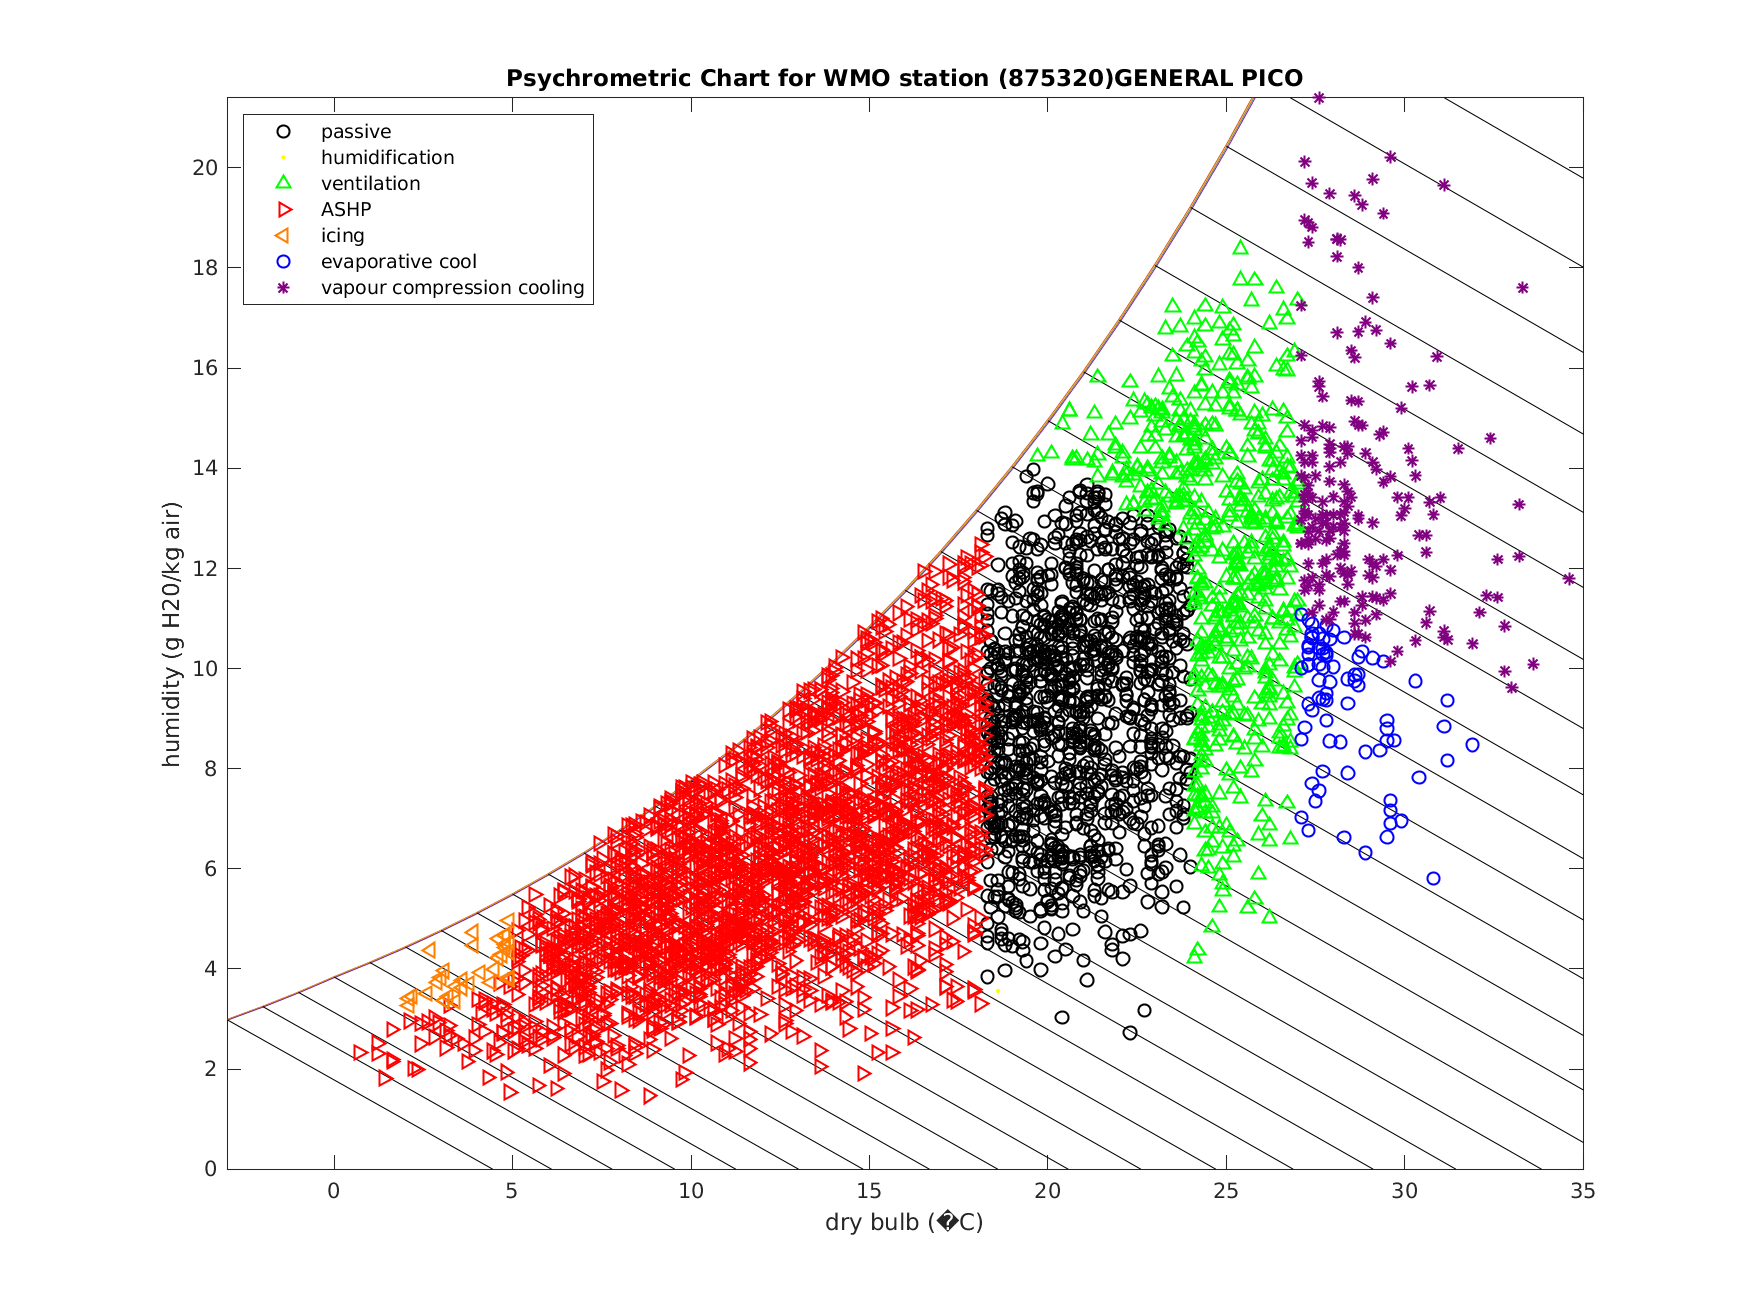 Psychrometric Chart for WMO station (875320)GENERAL PICO
passive
humidification
ventilation
ASHP
icing
evaporative cool
vapour compression cooling
20
18
16
14
12
10
8
6
4
2
0
humidity (g H20/kg air)
0 5 10 15 20 25 30 35
dry bulb (�C)